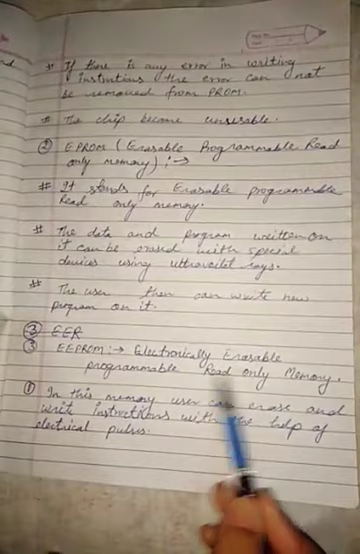 # If there is any error in writing
instrutins the error can not
be removed from PROM.
# The chip become unusable.
② EPROM (Erasable Programmable Read
only memory) :→
# It stands for Erasable programmable
Read only memory.
# The data and program written on
it can be erased with special
devices using ultravoilet rays.
## The user then can write new
program on it.
③ EER
③ EEPROM :→ Electronically Erasable
programmable Read only Memory.
① In this memory user can erase and
write instructions with the help of
electrical pulses.